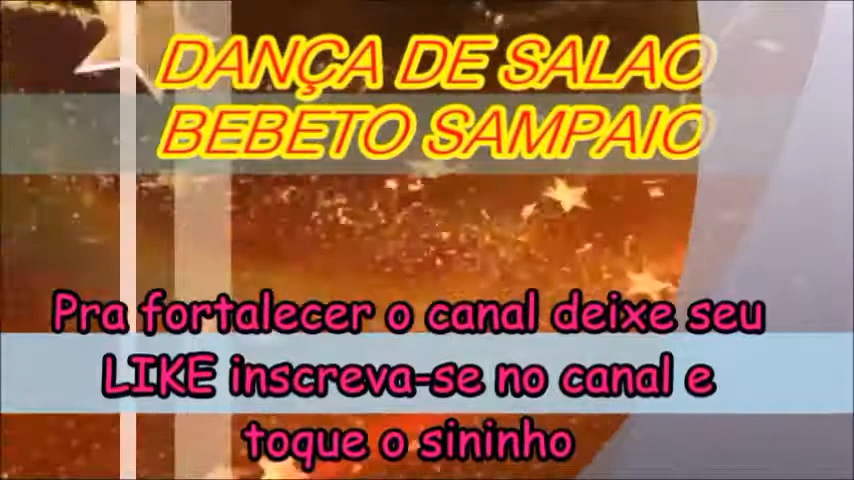 DANÇA DE SALAO
BEBETO SAMPAIO
Pra fortalecer o canal deixe seu
LIKE inscreva-se no canal e
toque o sininho